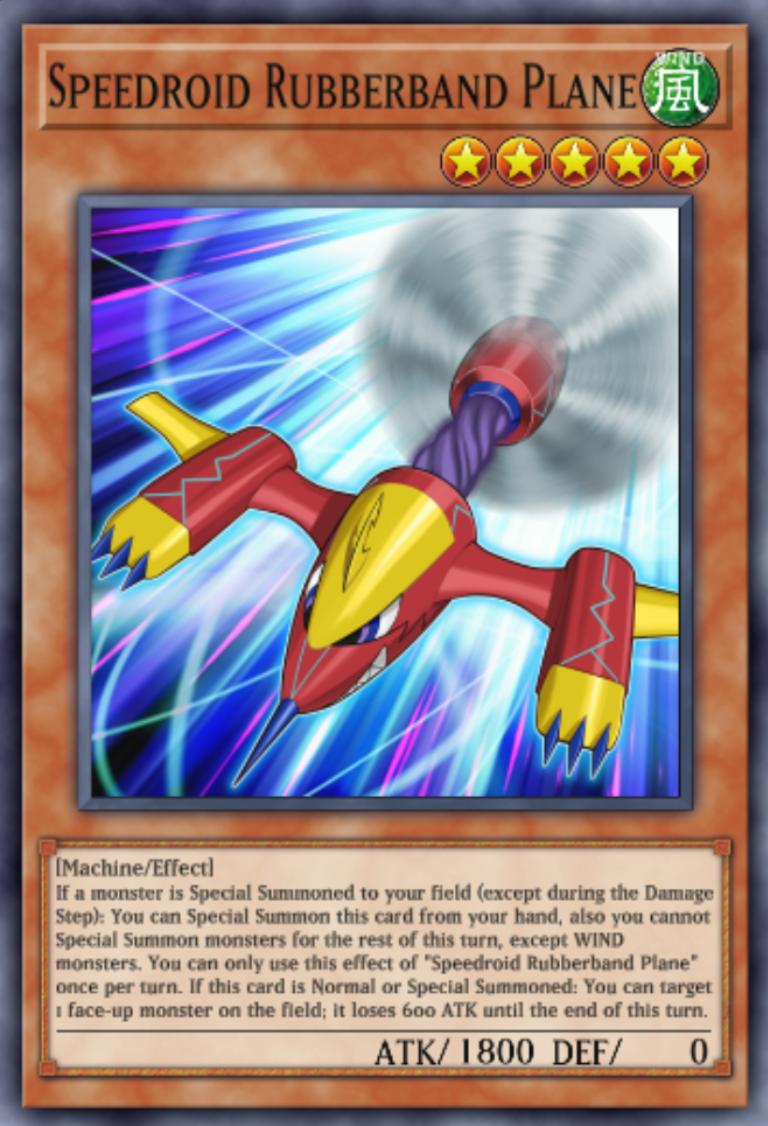 SPEEDROID RUBBERBAND PLANE
WIND
風
[Machine/Effect]
If a monster is Special Summoned to your field (except during the Damage
Step): You can Special Summon this card from your hand, also you cannot
Special Summon monsters for the rest of this turn, except WIND
monsters. You can only use this effect of "Speedroid Rubberband Plane"
once per turn. If this card is Normal or Special Summoned: You can target
1 face-up monster on the field; it loses 600 ATK until the end of this turn.
ATK/ 1800 DEF/ 0